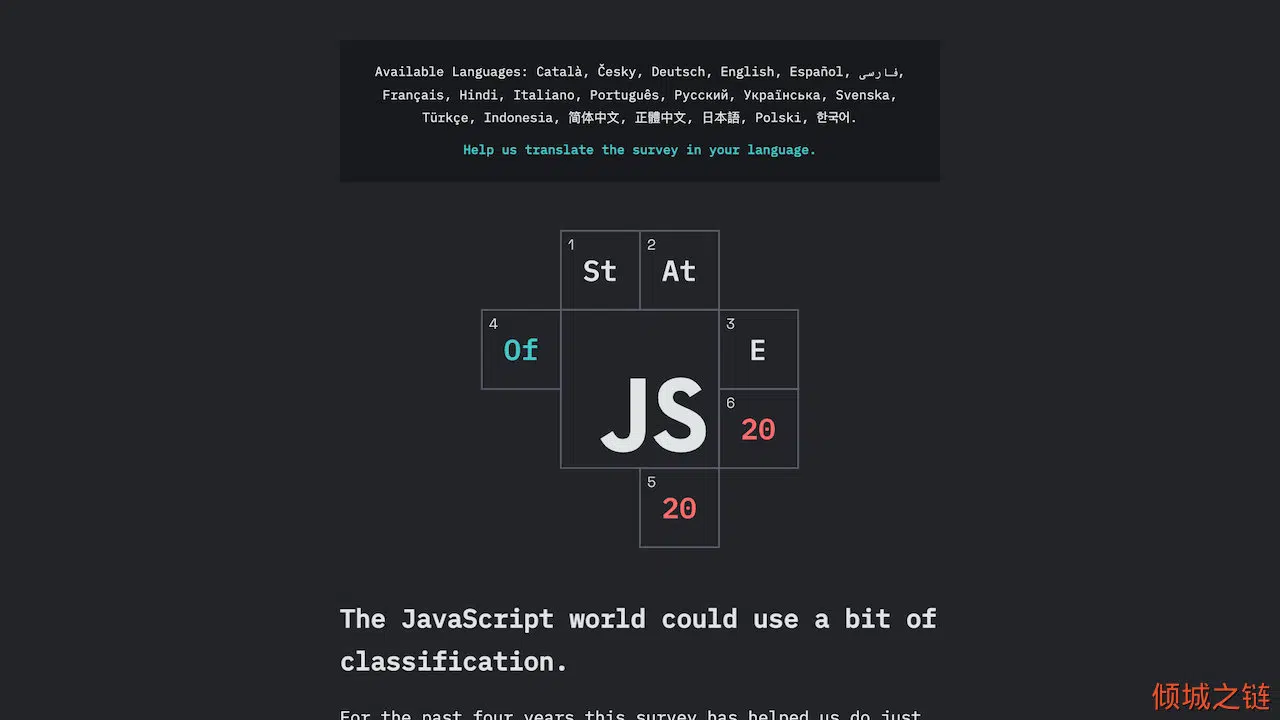 Available Languages: Català, Česky, Deutsch, English, Español, فارسی,
Français, Hindi, Italiano, Português, Русский, Українська, Svenska,
Türkçe, Indonesia, 简体中文, 正體中文, 日本語, Polski, 한국어.
Help us translate the survey in your language.
1 St
2 At
4 Of
3 E
JS
6 20
5 20
The JavaScript world could use a bit of
classification.
For the past four years this survey has helped us do just
倾城之链